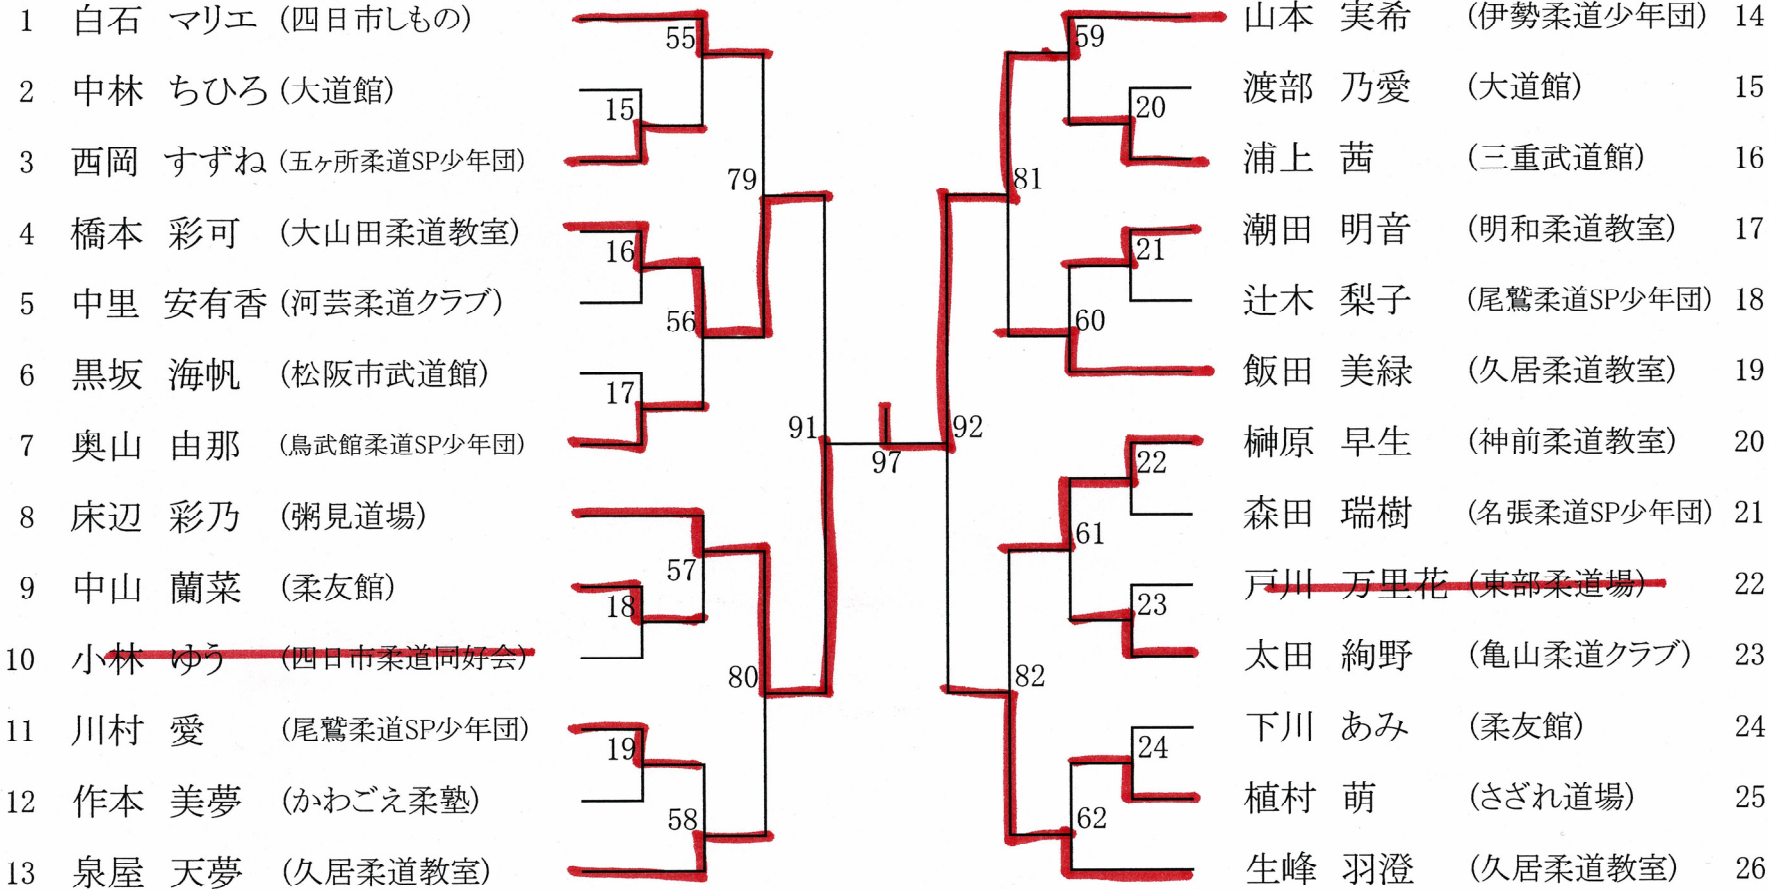 1 白石 マリエ (四日市しもの)
2 中林 ちひろ (大道館)
3 西岡 すずね (五ヶ所柔道SP少年団)
4 橋本 彩可 (大山田柔道教室)
5 中里 安有香 (河芸柔道クラブ)
6 黒坂 海帆 (松阪市武道館)
7 奥山 由那 (鳥武館柔道SP少年団)
8 床辺 彩乃 (粥見道場)
9 中山 蘭菜 (柔友館)
10 小林 ゆう (四日市柔道同好会)
11 川村 愛 (尾鷲柔道SP少年団)
12 作本 美夢 (かわごえ柔塾)
13 泉屋 天夢 (久居柔道教室)
55
15
79
16
56
17
91
57
18
80
19
58
97
59
20
81
21
60
92
22
61
23
82
24
62
山本 実希 (伊勢柔道少年団) 14
渡部 乃愛 (大道館) 15
浦上 茜 (三重武道館) 16
潮田 明音 (明和柔道教室) 17
辻木 梨子 (尾鷲柔道SP少年団) 18
飯田 美緑 (久居柔道教室) 19
榊原 早生 (神前柔道教室) 20
森田 瑞樹 (名張柔道SP少年団) 21
戸川 万里花 (東部柔道場) 22
太田 絢野 (亀山柔道クラブ) 23
下川 あみ (柔友館) 24
植村 萌 (さざれ道場) 25
生峰 羽澄 (久居柔道教室) 26